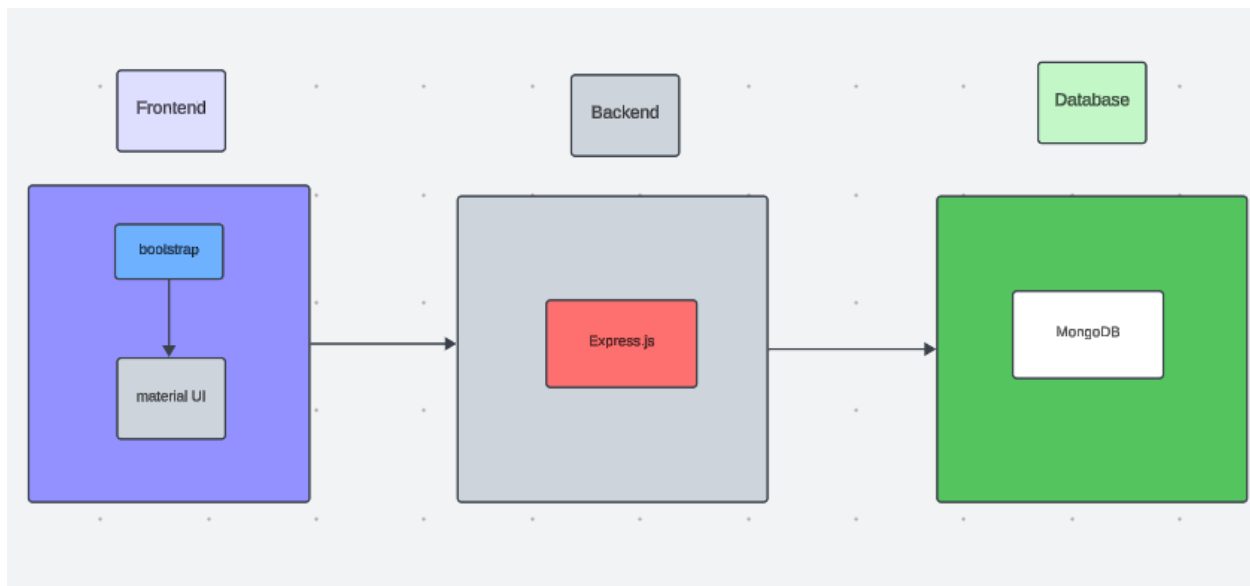 Frontend
Backend
Database
bootstrap
material UI
Express.js
MongoDB